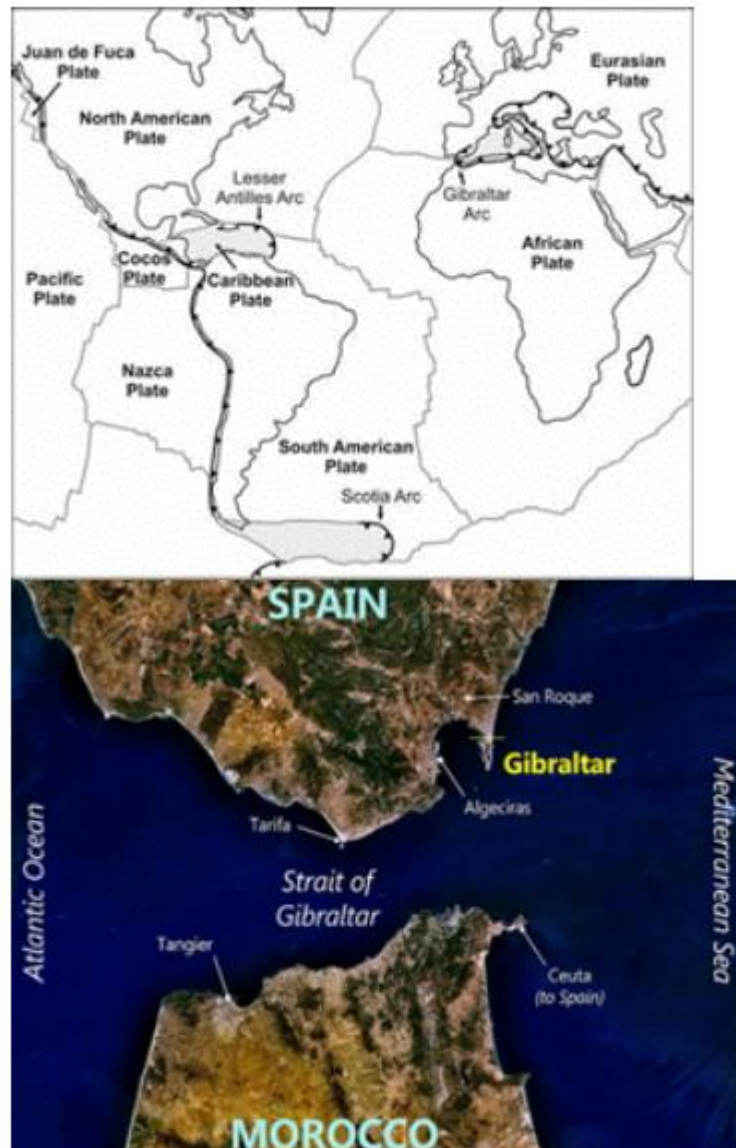 Juan de Fuca
Plate
North American
Plate
Eurasian
Plate
Lesser
Antilles Arc
Gibraltar
Arc
African
Plate
Pacific
Plate
Cocos
Plate
Caribbean
Plate
Nazca
Plate
South American
Plate
Scotia Arc
SPAIN
San Roque
Gibraltar
Algeciras
Tarifa
Strait of
Gibraltar
Atlantic Ocean
Mediterranean Sea
Tangier
Ceuta
(to Spain)
MOROCCO